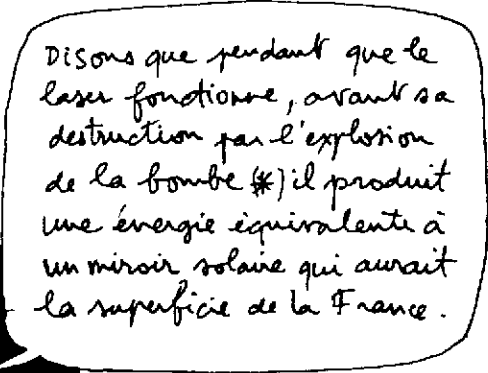 Disons que pendant que le
laser fonctionne, avant sa
destruction par l'explosion
de la bombe (*) il produit
une énergie équivalente à
un miroir solaire qui aurait
la superficie de la France.